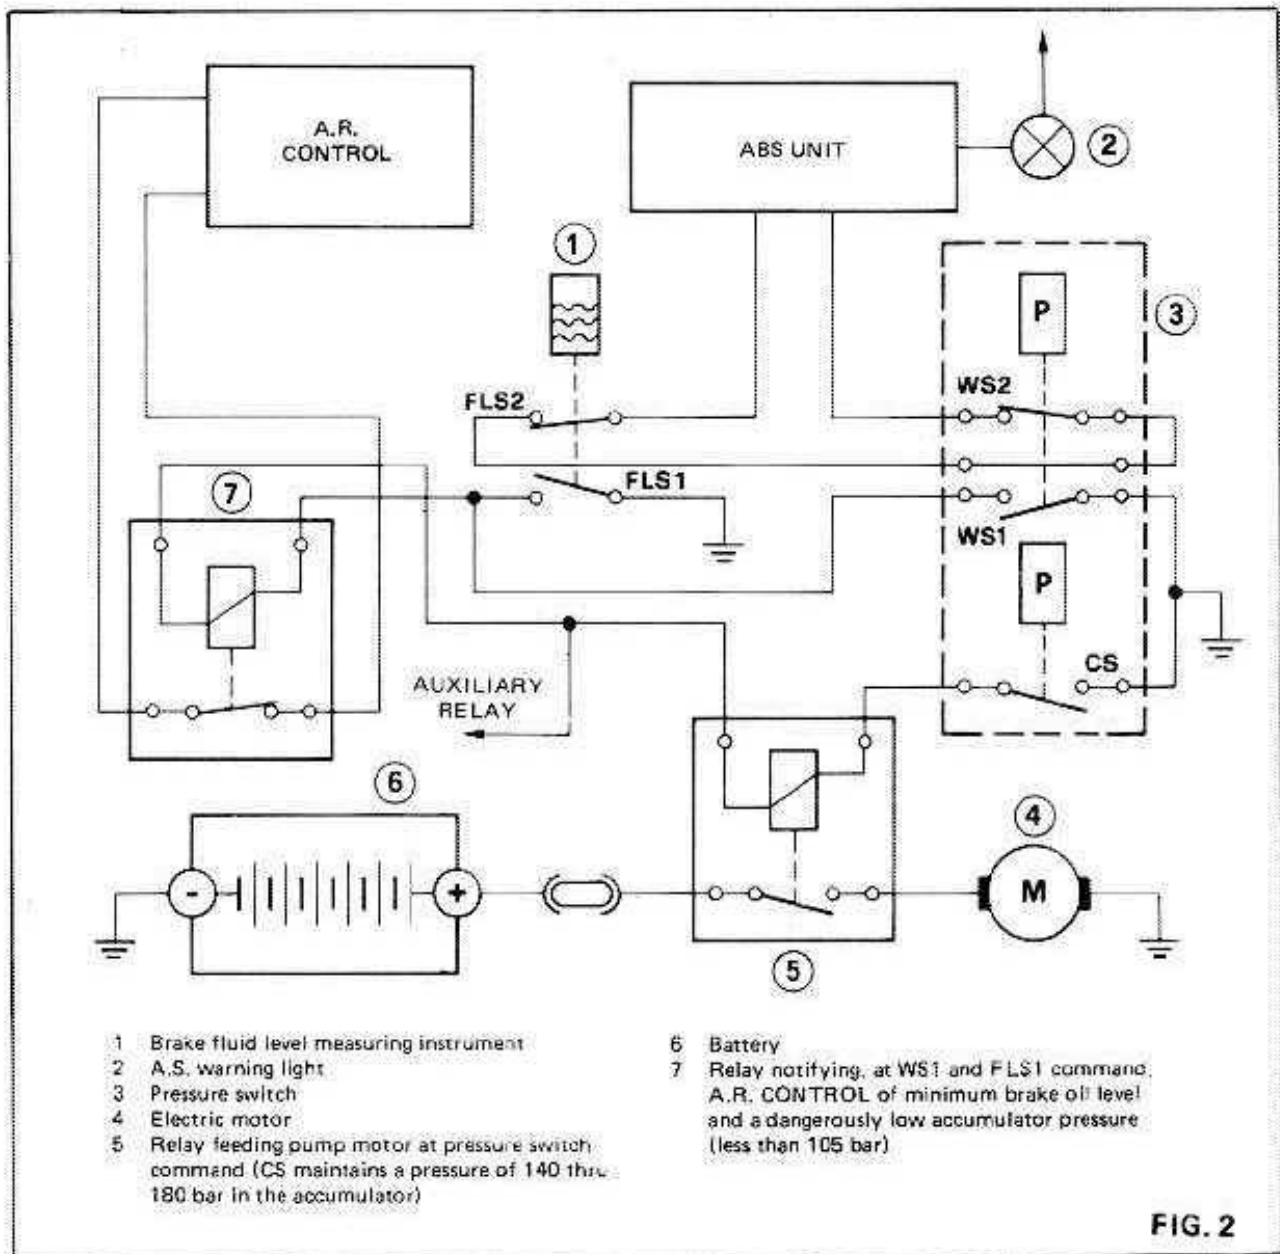 A.R.
CONTROL
ABS UNIT
2
1
P
3
FLS2
WS2
FLS1
7
WS1
P
CS
AUXILIARY
RELAY
6
4
-
+
M
5
1 Brake fluid level measuring instrument
2 A.S. warning light
3 Pressure switch
4 Electric motor
5 Relay feeding pump motor at pressure switch
command (CS maintains a pressure of 140 thru
180 bar in the accumulator)
6 Battery
7 Relay notifying, at WS1 and FLS1 command,
A.R. CONTROL of minimum brake oil level
and a dangerously low accumulator pressure
(less than 105 bar)
FIG. 2